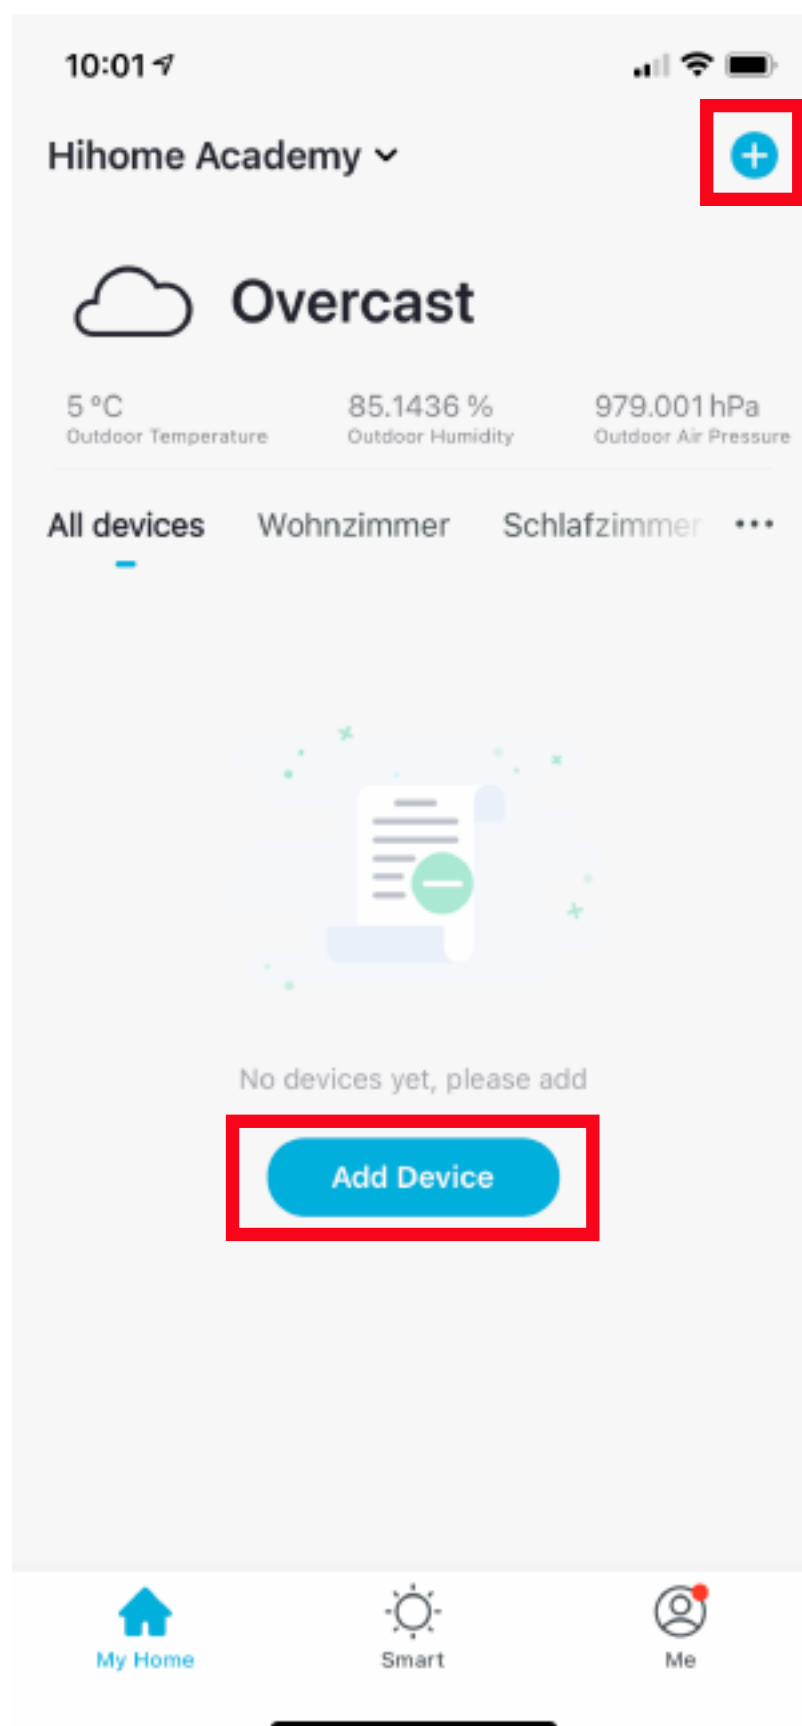 10:01
Hihome Academy
Overcast
5 °C 85.1436 % 979.001 hPa
Outdoor Temperature Outdoor Humidity Outdoor Air Pressure
All devices Wohnzimmer Schlafzimmer
No devices yet, please add
Add Device
My Home Smart Me